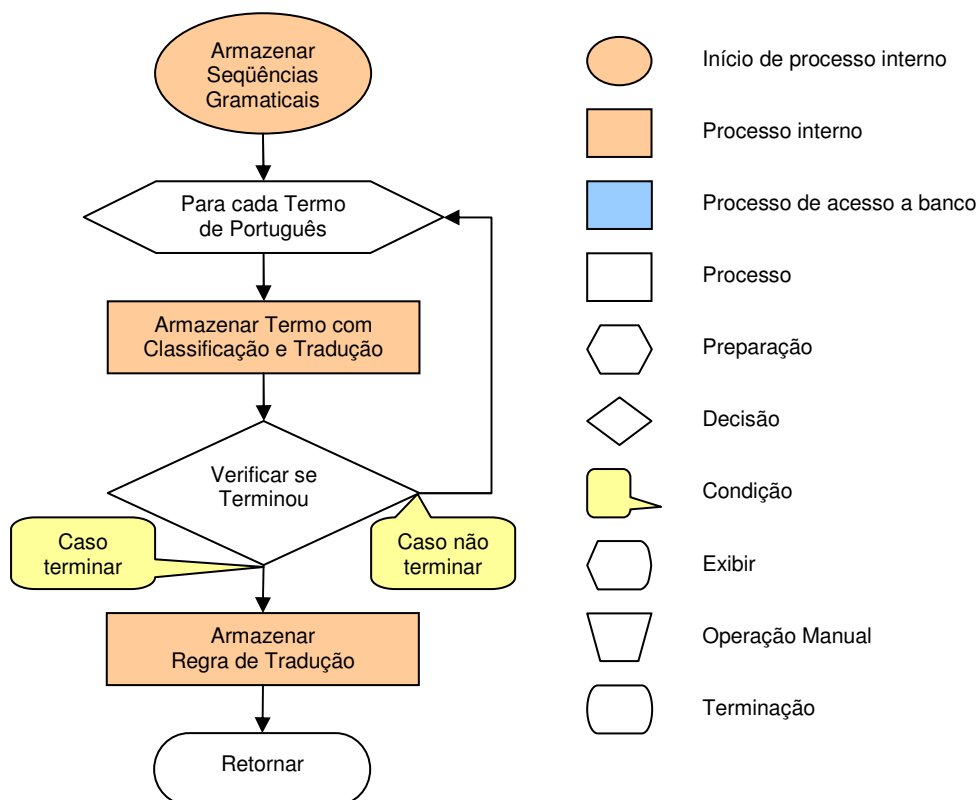 Armazenar
Seqüências
Gramaticais
Para cada Termo
de Português
Armazenar Termo com
Classificação e Tradução
Verificar se
Terminou
Caso
terminar
Caso não
terminar
Armazenar
Regra de Tradução
Retornar
Início de processo interno
Processo interno
Processo de acesso a banco
Processo
Preparação
Decisão
Condição
Exibir
Operação Manual
Terminação